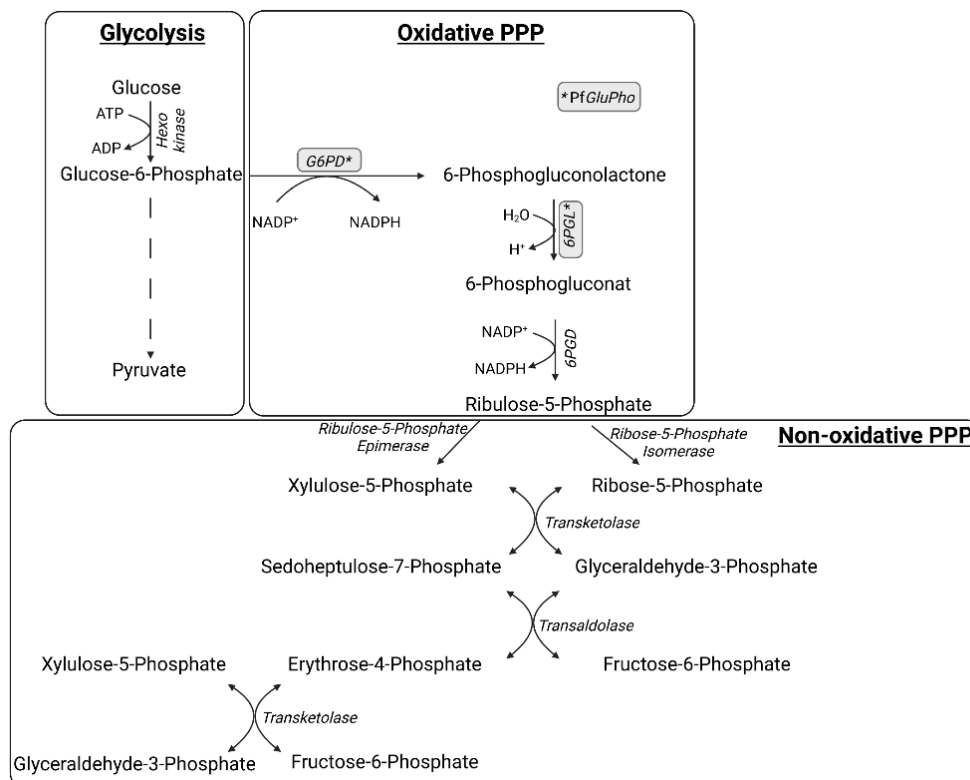 Glycolysis
Glucose
ATP
Hexo
kinase
ADP
Glucose-6-Phosphate
Pyruvate
Oxidative PPP
*PfGluPho
G6PD*
NADP⁺
NADPH
6-Phosphogluconolactone
H₂O
6PGL*
H⁺
6-Phosphogluconat
NADP⁺
6PGD
NADPH
Ribulose-5-Phosphate
Non-oxidative PPP
Ribulose-5-Phosphate
Epimerase
Ribose-5-Phosphate
Isomerase
Xylulose-5-Phosphate
Ribose-5-Phosphate
Transketolase
Sedoheptulose-7-Phosphate
Glyceraldehyde-3-Phosphate
Transaldolase
Xylulose-5-Phosphate
Erythrose-4-Phosphate
Fructose-6-Phosphate
Transketolase
Glyceraldehyde-3-Phosphate
Fructose-6-Phosphate